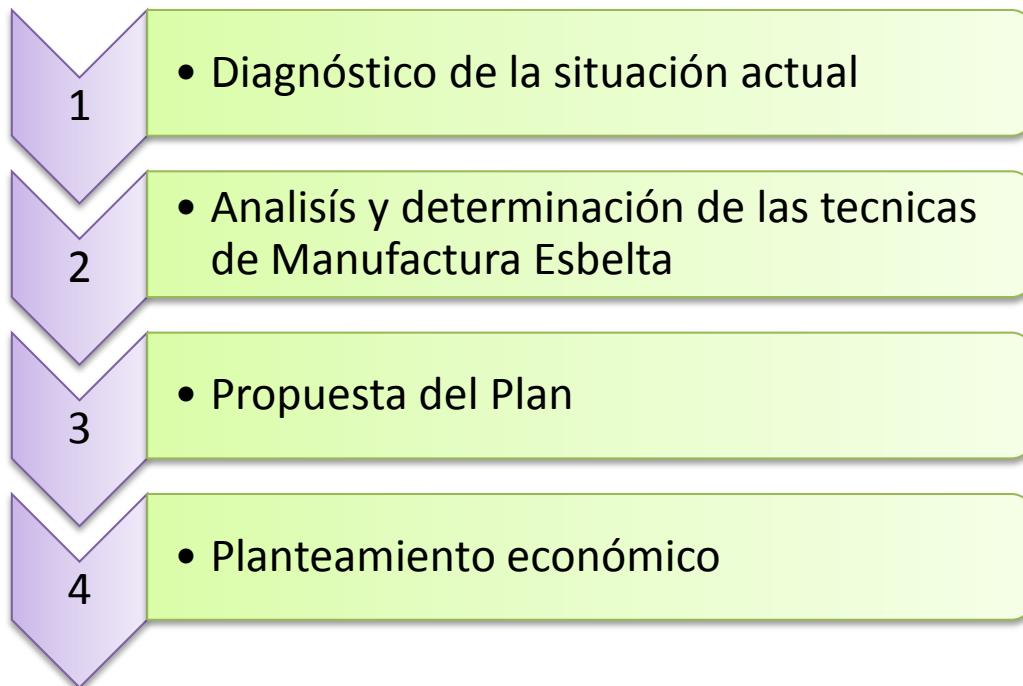 1
• Diagnóstico de la situación actual
2
• Analisís y determinación de las tecnicas
de Manufactura Esbelta
3
• Propuesta del Plan
4
• Planteamiento económico